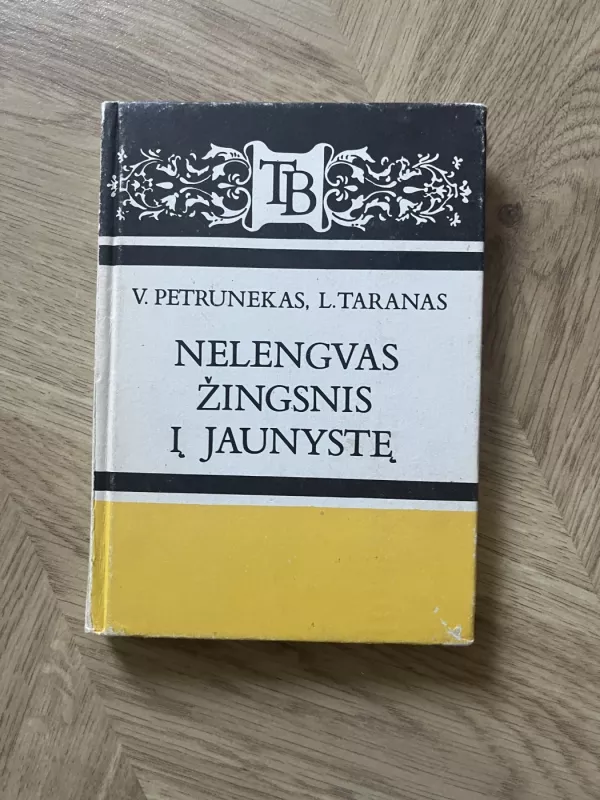 TB
V. PETRUNEKAS, L.TARANAS
NELENGVAS
ŽINGSNIS
Į JAUNYSTĘ